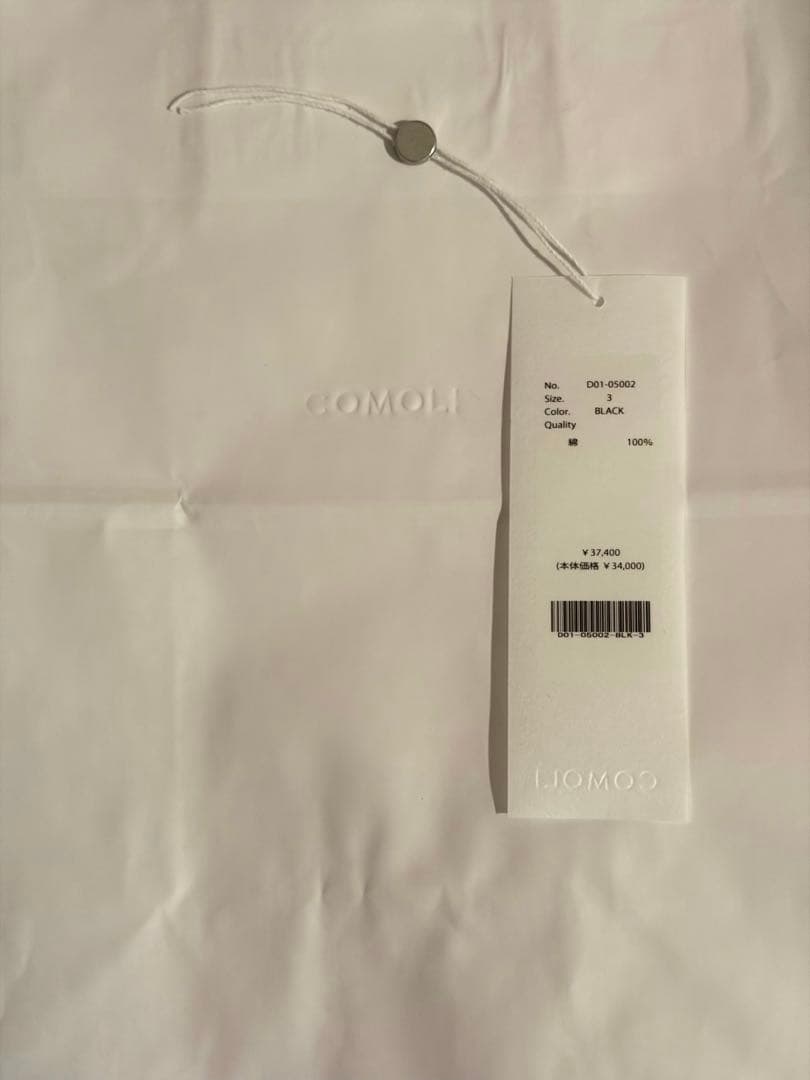 COMOLI
No. D01-05002
Size. 3
Color. BLACK
Quality
綿 100%
¥37,400
(本体価格 ¥34,000)
D01-05002-BLK-3
COMOLI